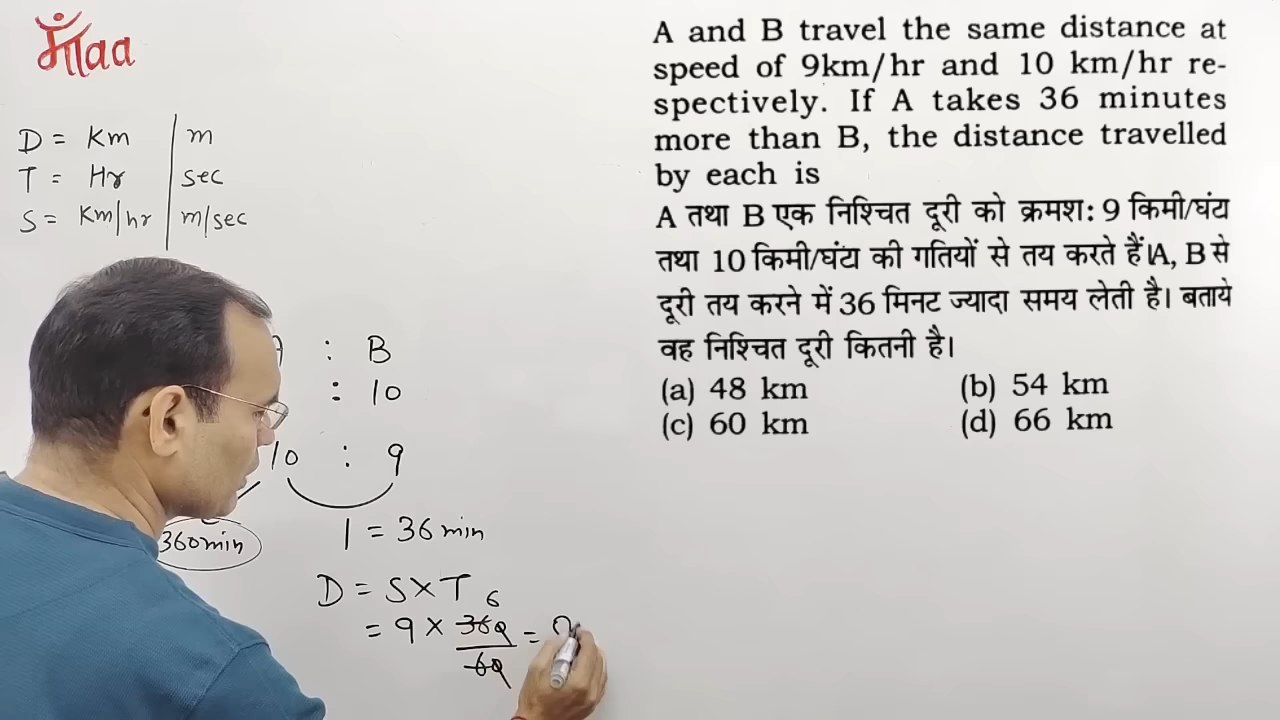 माँaa
D = Km | m
T = Hr | sec
S = Km/hr | m/sec
: B
: 10
10 : 9
360min
1 = 36 min
D = S × T
6
= 9 × 360/60 =
A and B travel the same distance at
speed of 9km/hr and 10 km/hr re-
spectively. If A takes 36 minutes
more than B, the distance travelled
by each is
A तथा B एक निश्चित दूरी को क्रमश: 9 किमी/घंटा
तथा 10 किमी/घंटा की गतियों से तय करते हैं।A, B से
दूरी तय करने में 36 मिनट ज्यादा समय लेती है। बताये
वह निश्चित दूरी कितनी है।
(a) 48 km (b) 54 km
(c) 60 km (d) 66 km